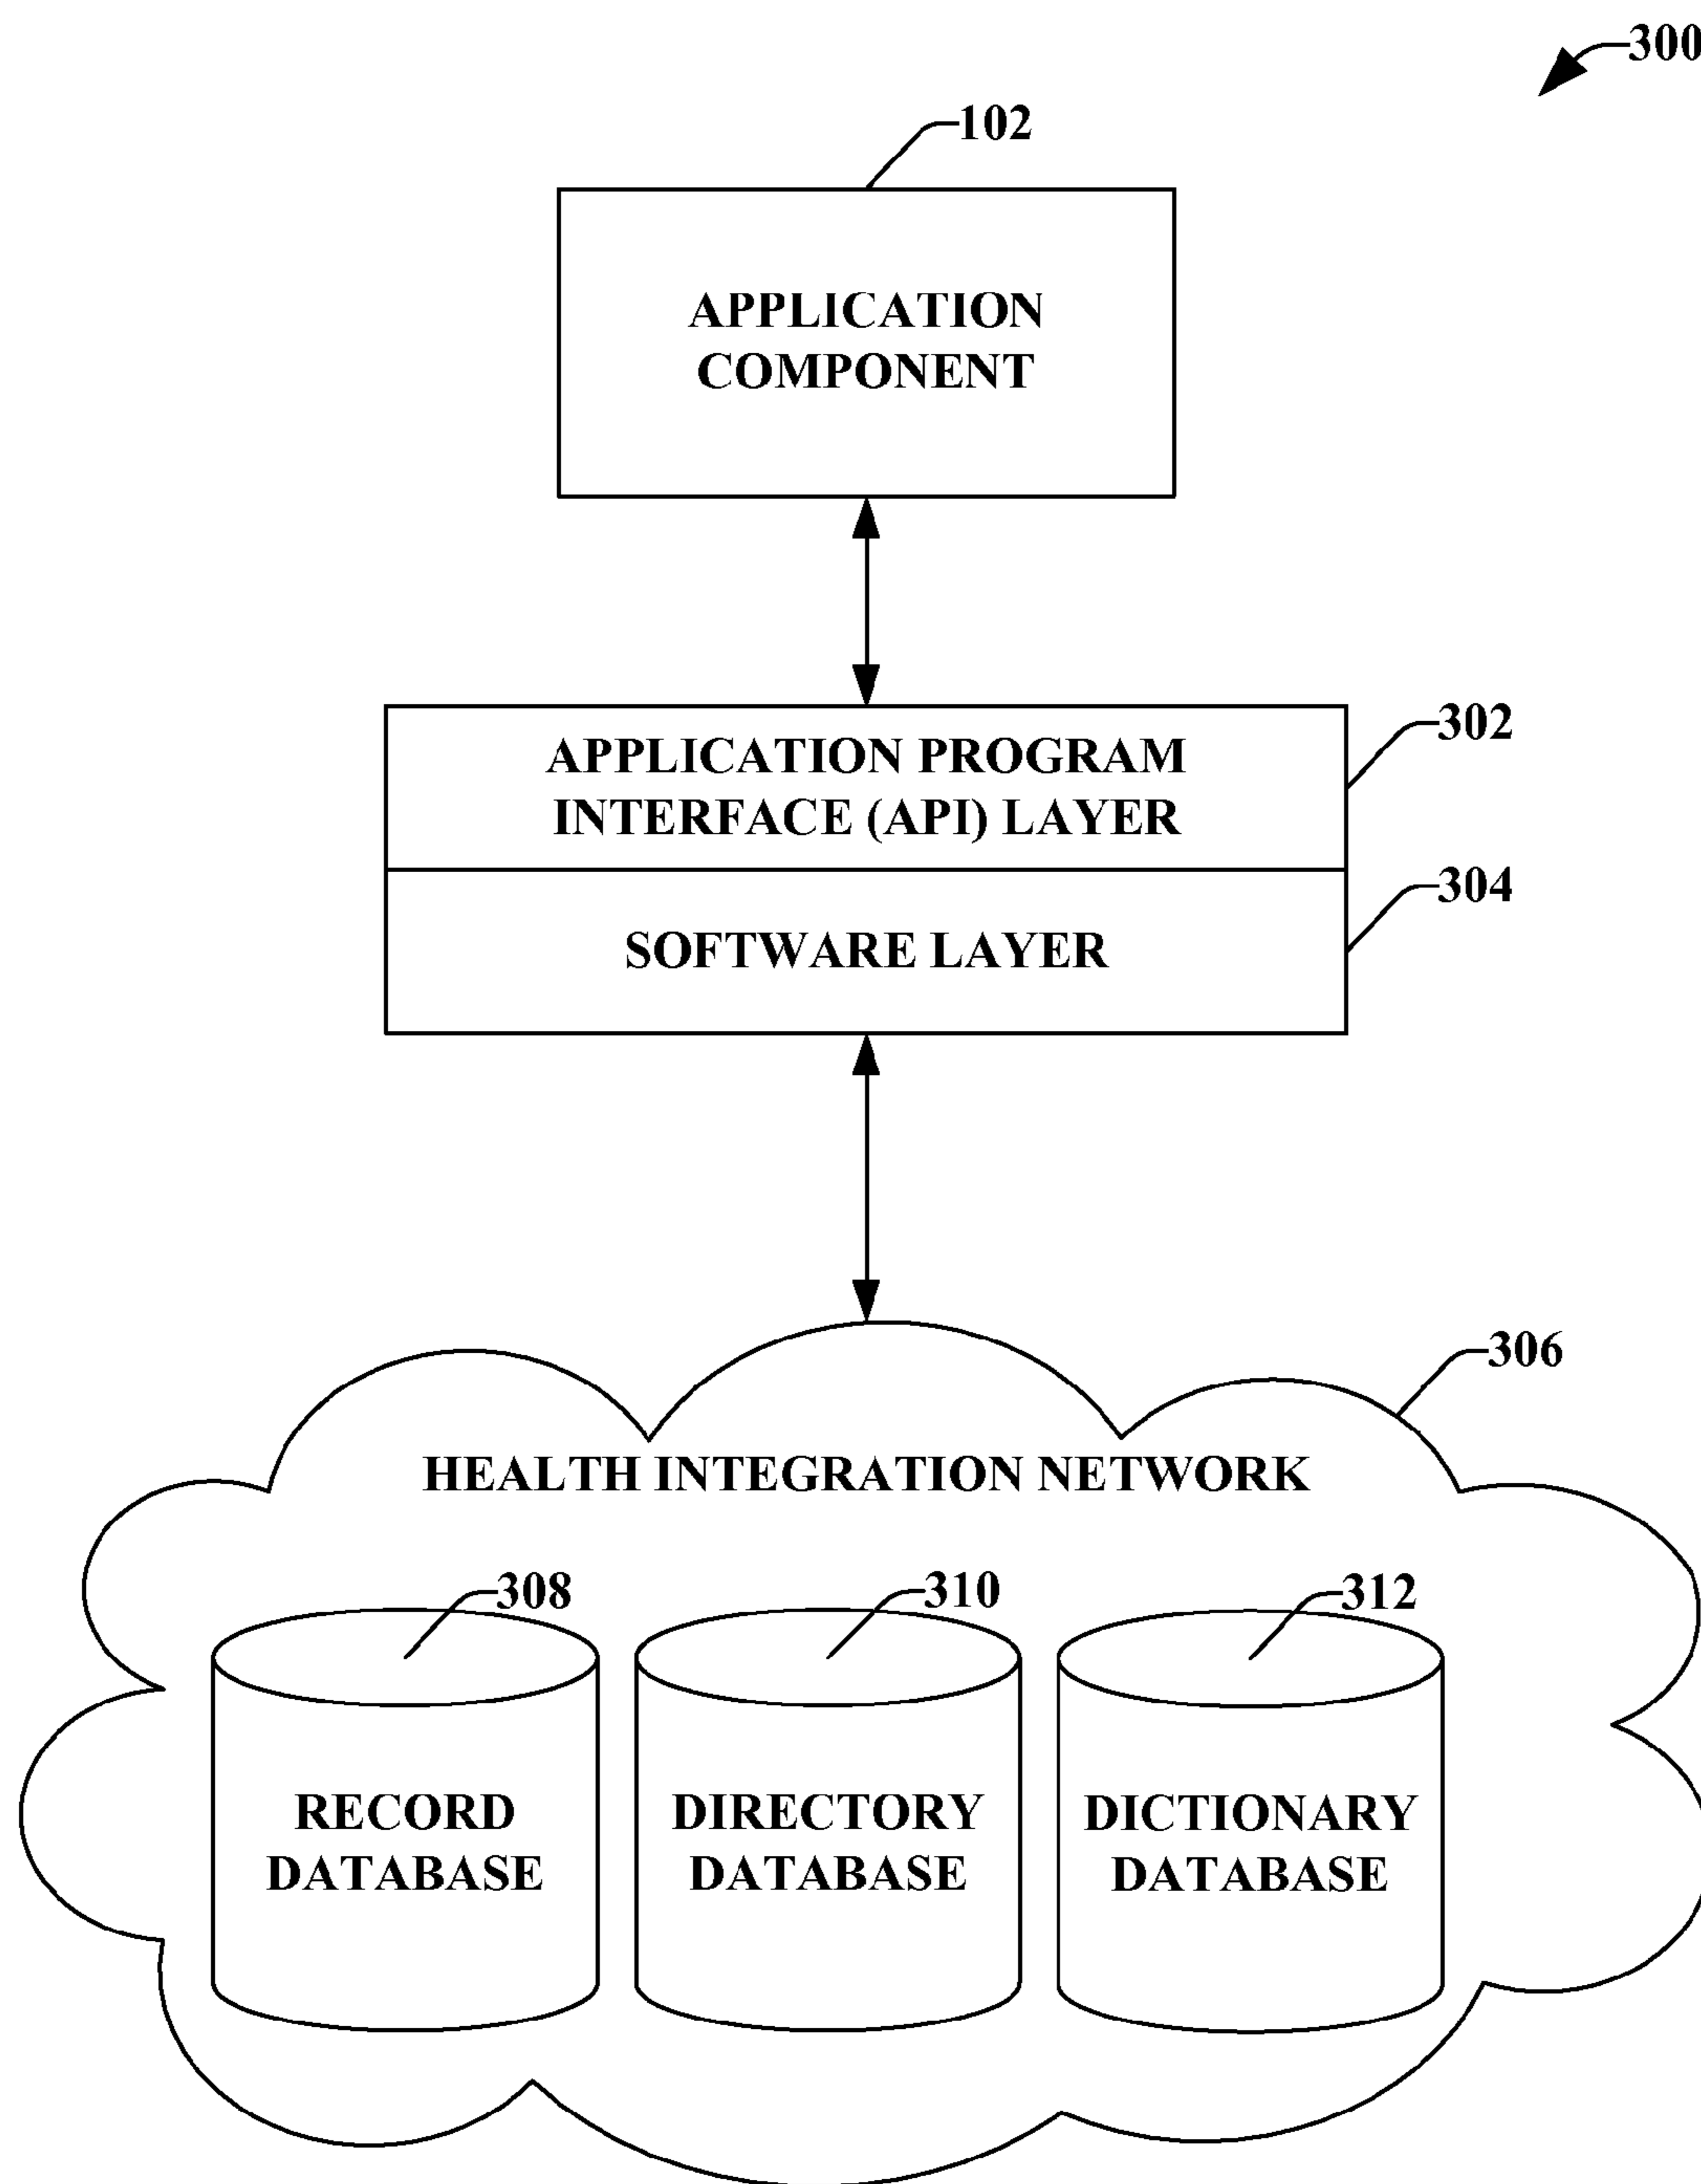 300
102
APPLICATION
COMPONENT
302
APPLICATION PROGRAM
INTERFACE (API) LAYER
304
SOFTWARE LAYER
306
HEALTH INTEGRATION NETWORK
308
310
312
RECORD
DATABASE
DIRECTORY
DATABASE
DICTIONARY
DATABASE